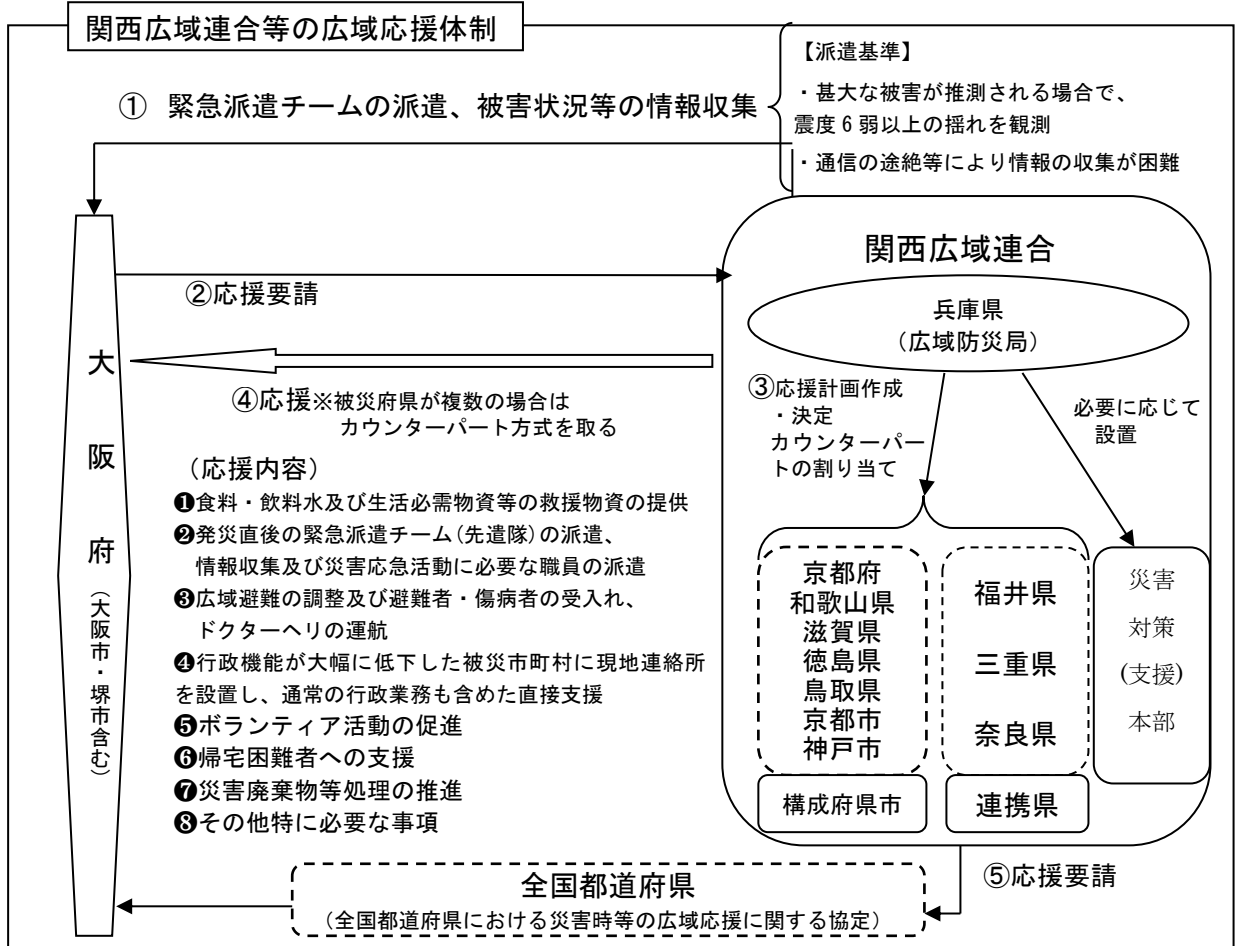 関西広域連合等の広域応援体制
【派遣基準】
・甚大な被害が推測される場合で、
震度6弱以上の揺れを観測
・通信の途絶等により情報の収集が困難
① 緊急派遣チームの派遣、被害状況等の情報収集
大阪府(大阪市・堺市含む)
②応援要請
④応援※被災府県が複数の場合は
カウンターパート方式を取る
(応援内容)
❶食料・飲料水及び生活必需物資等の救援物資の提供
❷発災直後の緊急派遣チーム(先遣隊)の派遣、
情報収集及び災害応急活動に必要な職員の派遣
❸広域避難の調整及び避難者・傷病者の受入れ、
ドクターヘリの運航
❹行政機能が大幅に低下した被災市町村に現地連絡所
を設置し、通常の行政業務も含めた直接支援
❺ボランティア活動の促進
❻帰宅困難者への支援
❼災害廃棄物等処理の推進
❽その他特に必要な事項
関西広域連合
兵庫県
(広域防災局)
③応援計画作成
・決定
カウンターパー
トの割り当て
必要に応じて
設置
京都府
和歌山県
滋賀県
徳島県
鳥取県
京都市
神戸市
構成府県市
福井県
三重県
奈良県
連携県
災害
対策
(支援)
本部
⑤応援要請
全国都道府県
(全国都道府県における災害時等の広域応援に関する協定)